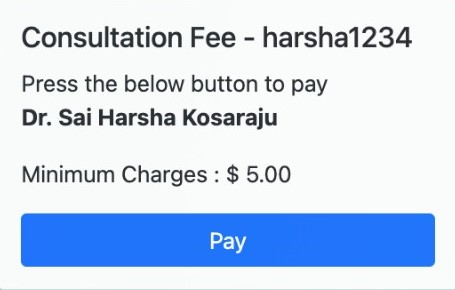 Consultation Fee - harsha1234
Press the below button to pay
Dr. Sai Harsha Kosaraju
Minimum Charges : $ 5.00
Pay